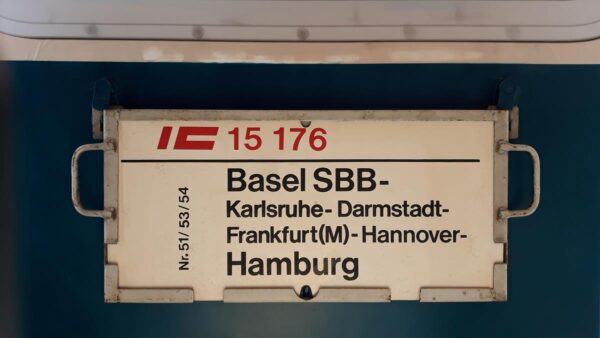 IC 15 176
Basel SBB-
Karlsruhe- Darmstadt-
Frankfurt(M)- Hannover-
Hamburg
Nr. 51/ 53/ 54